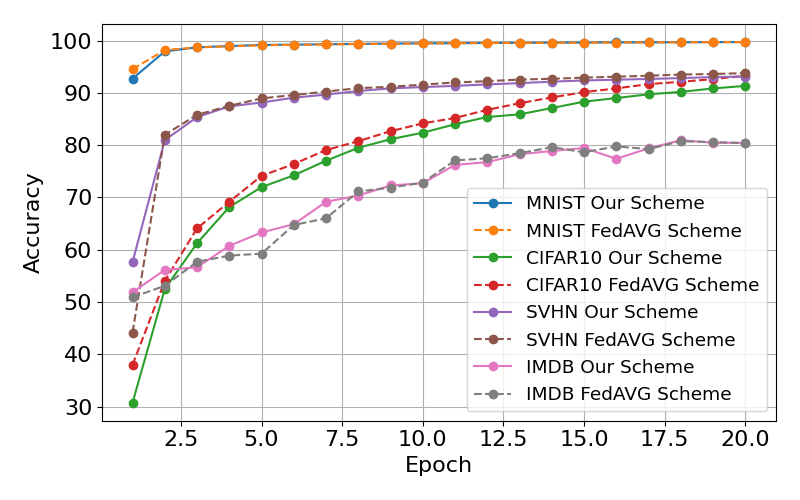 100
90
80
70
60
50
40
30
Accuracy
MNIST Our Scheme
MNIST FedAVG Scheme
CIFAR10 Our Scheme
CIFAR10 FedAVG Scheme
SVHN Our Scheme
SVHN FedAVG Scheme
IMDB Our Scheme
IMDB FedAVG Scheme
2.5 5.0 7.5 10.0 12.5 15.0 17.5 20.0
Epoch